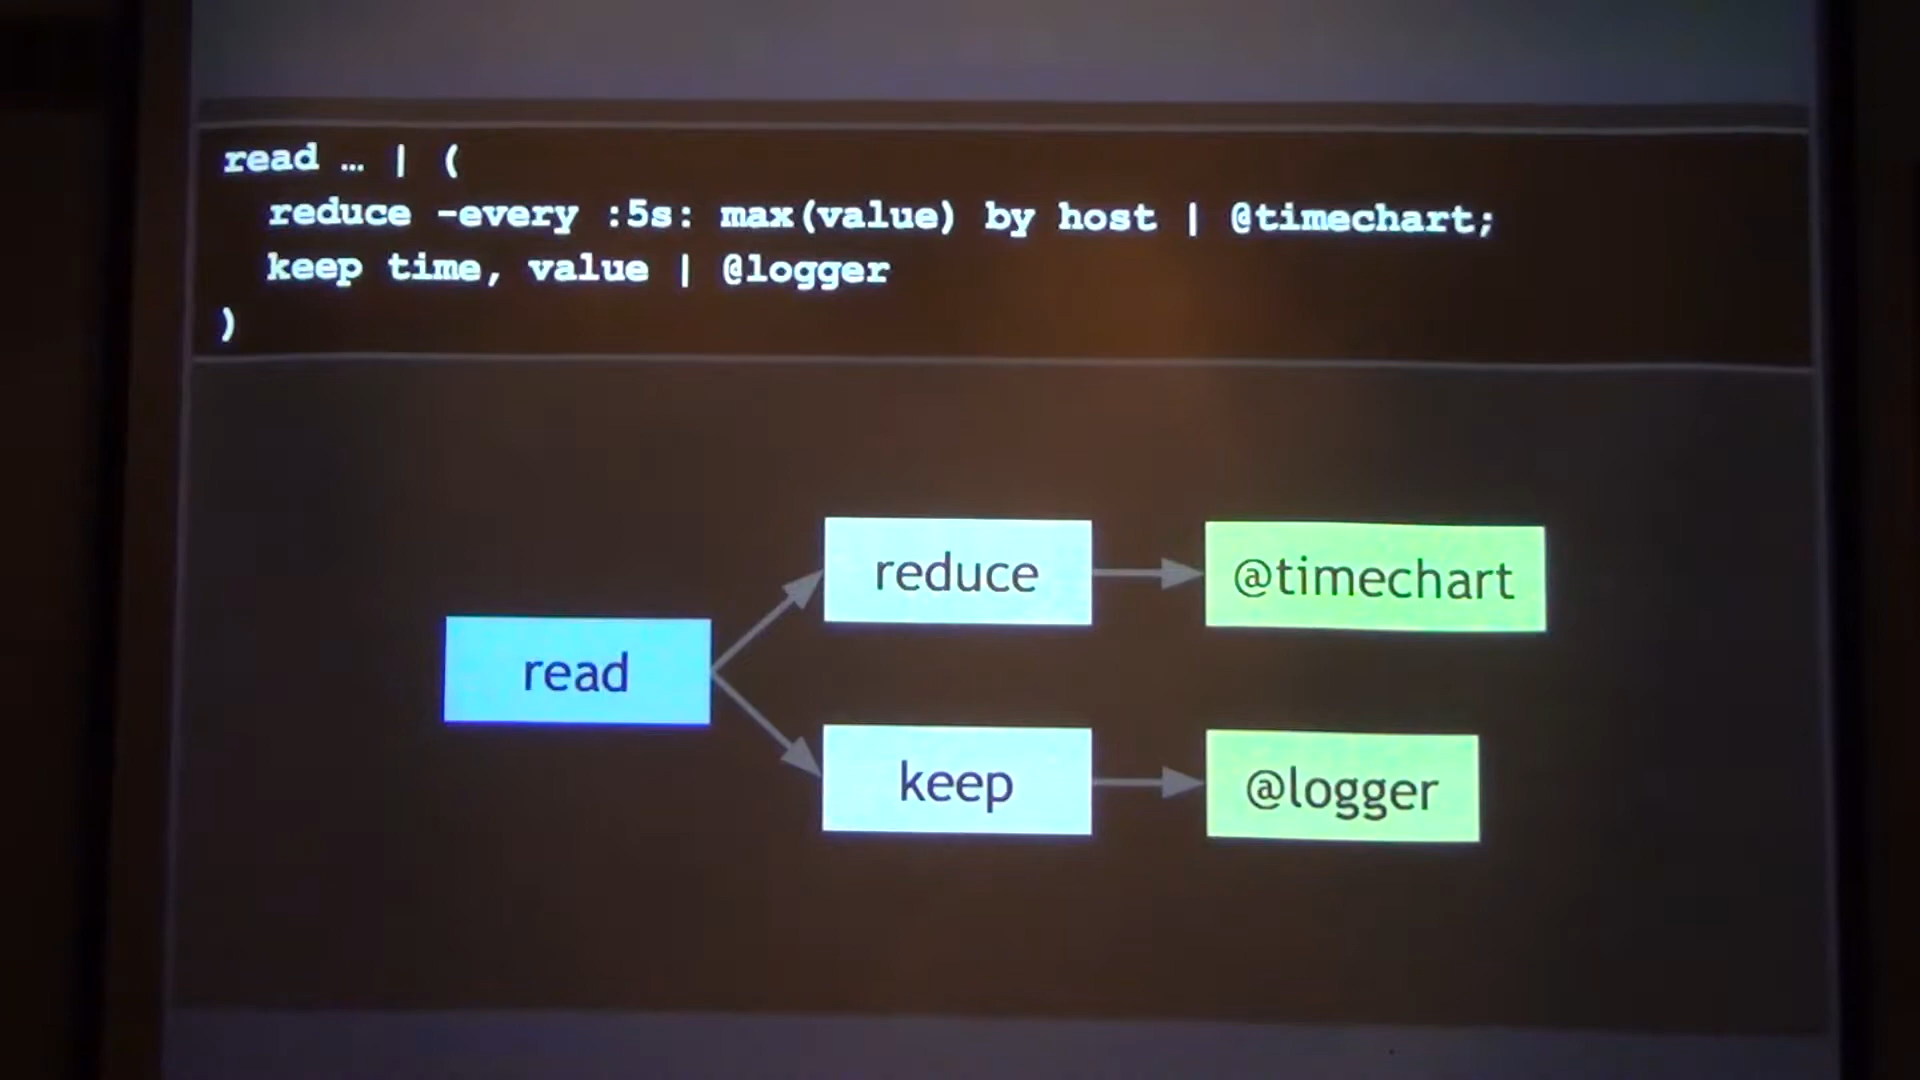 read … | (
reduce -every :5s: max(value) by host | @timechart;
keep time, value | @logger
)
reduce
@timechart
read
keep
@logger